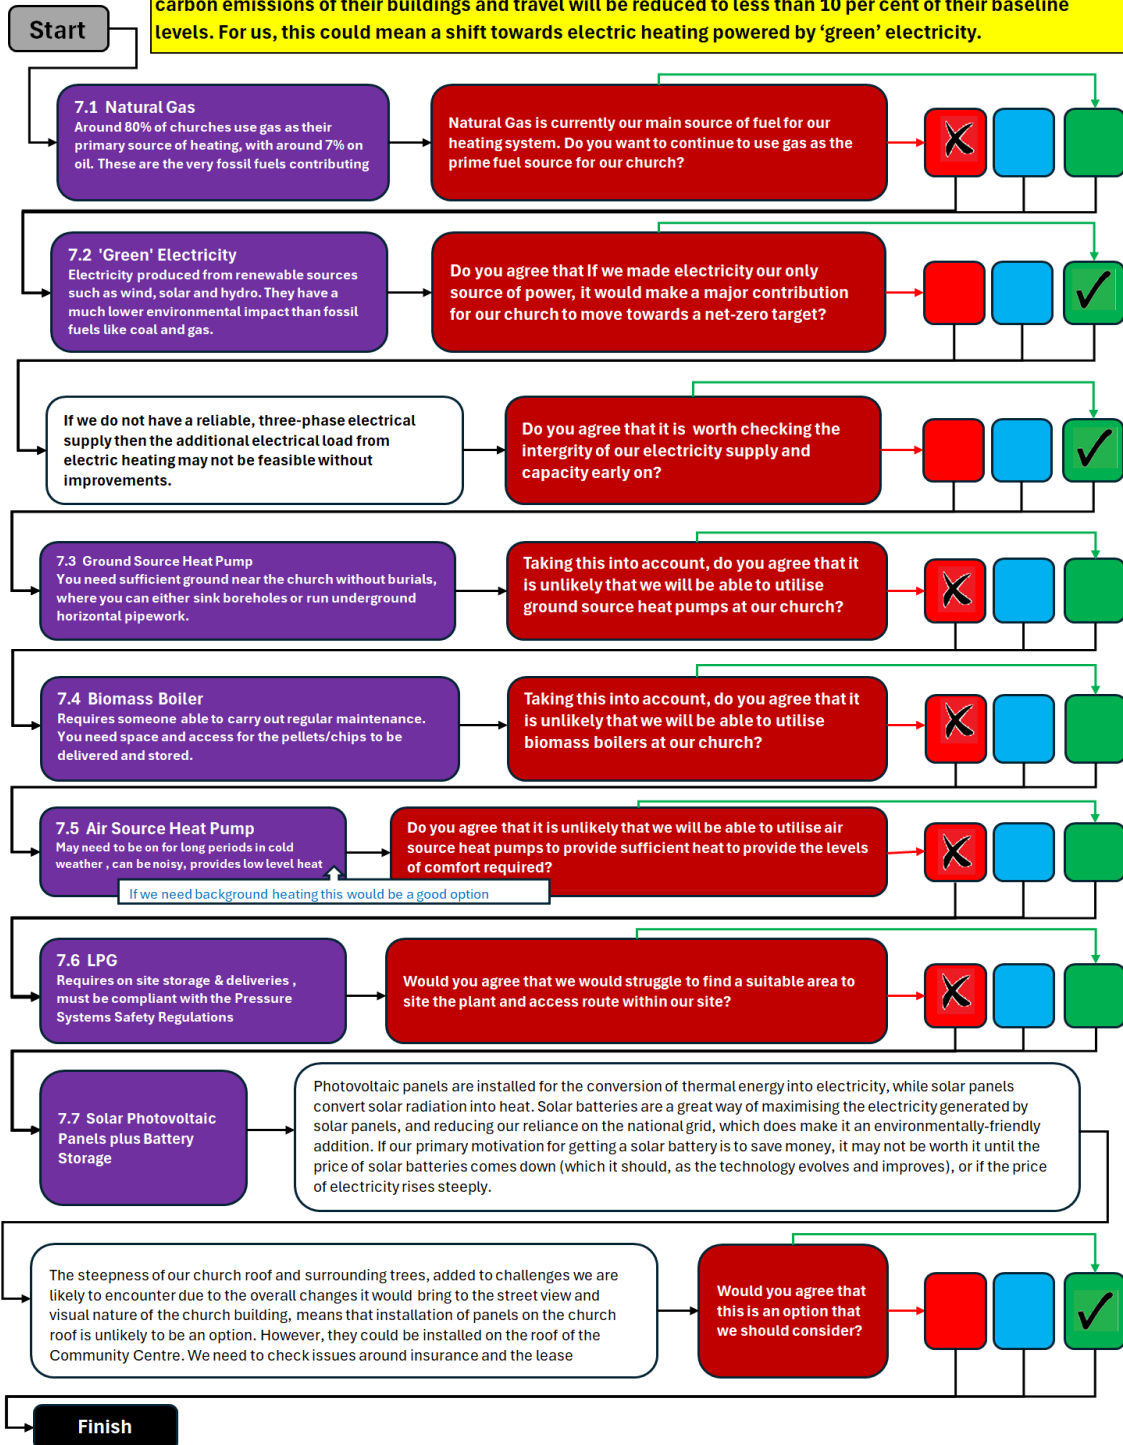 carbon emissions of their buildings and travel will be reduced to less than 10 per cent of their baseline
levels. For us, this could mean a shift towards electric heating powered by ‘green’ electricity.
Start
7.1 Natural Gas
Around 80% of churches use gas as their
primary source of heating, with around 7% on
oil. These are the very fossil fuels contributing
Natural Gas is currently our main source of fuel for our
heating system. Do you want to continue to use gas as the
prime fuel source for our church?
7.2 'Green' Electricity
Electricity produced from renewable sources
such as wind, solar and hydro. They have a
much lower environmental impact than fossil
fuels like coal and gas.
Do you agree that If we made electricity our only
source of power, it would make a major contribution
for our church to move towards a net-zero target?
If we do not have a reliable, three-phase electrical
supply then the additional electrical load from
electric heating may not be feasible without
improvements.
Do you agree that it is worth checking the
intergrity of our electricity supply and
capacity early on?
7.3 Ground Source Heat Pump
You need sufficient ground near the church without burials,
where you can either sink boreholes or run underground
horizontal pipework.
Taking this into account, do you agree that it
is unlikely that we will be able to utilise
ground source heat pumps at our church?
7.4 Biomass Boiler
Requires someone able to carry out regular maintenance.
You need space and access for the pellets/chips to be
delivered and stored.
Taking this into account, do you agree that it
is unlikely that we will be able to utilise
biomass boilers at our church?
7.5 Air Source Heat Pump
May need to be on for long periods in cold
weather , can be noisy, provides low level heat
If we need background heating this would be a good option
Do you agree that it is unlikely that we will be able to utilise air
source heat pumps to provide sufficient heat to provide the levels
of comfort required?
7.6 LPG
Requires on site storage & deliveries ,
must be compliant with the Pressure
Systems Safety Regulations
Would you agree that we would struggle to find a suitable area to
site the plant and access route within our site?
7.7 Solar Photovoltaic
Panels plus Battery
Storage
Photovoltaic panels are installed for the conversion of thermal energy into electricity, while solar panels
convert solar radiation into heat. Solar batteries are a great way of maximising the electricity generated by
solar panels, and reducing our reliance on the national grid, which does make it an environmentally-friendly
addition. If our primary motivation for getting a solar battery is to save money, it may not be worth it until the
price of solar batteries comes down (which it should, as the technology evolves and improves), or if the price
of electricity rises steeply.
The steepness of our church roof and surrounding trees, added to challenges we are
likely to encounter due to the overall changes it would bring to the street view and
visual nature of the church building, means that installation of panels on the church
roof is unlikely to be an option. However, they could be installed on the roof of the
Community Centre. We need to check issues around insurance and the lease
Would you agree that
this is an option that
we should consider?
Finish